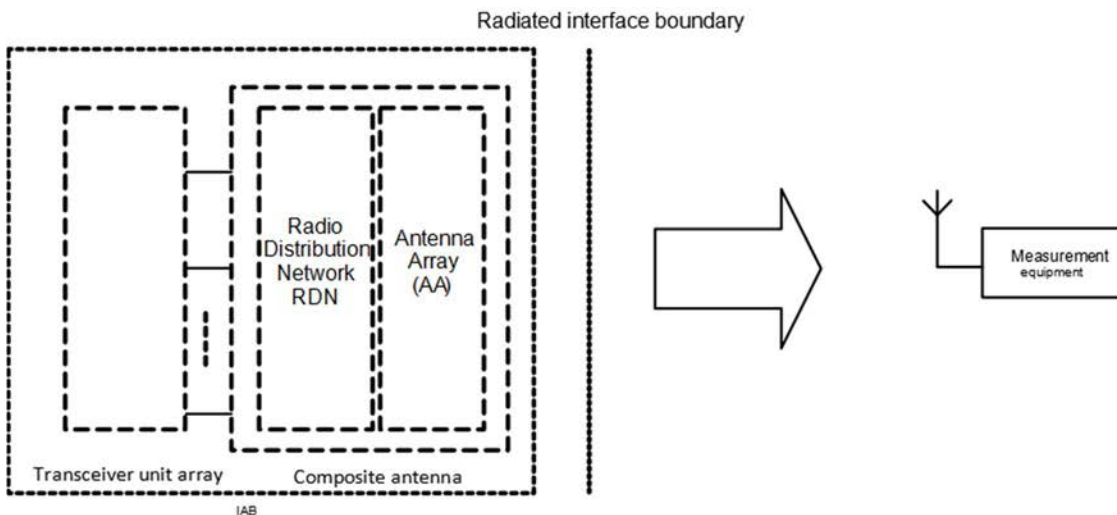 Radiated interface boundary
Radio
Distribution
Network
RDN
Antenna
Array
(AA)
Measurement
equipment
Transceiver unit array
Composite antenna
IAB